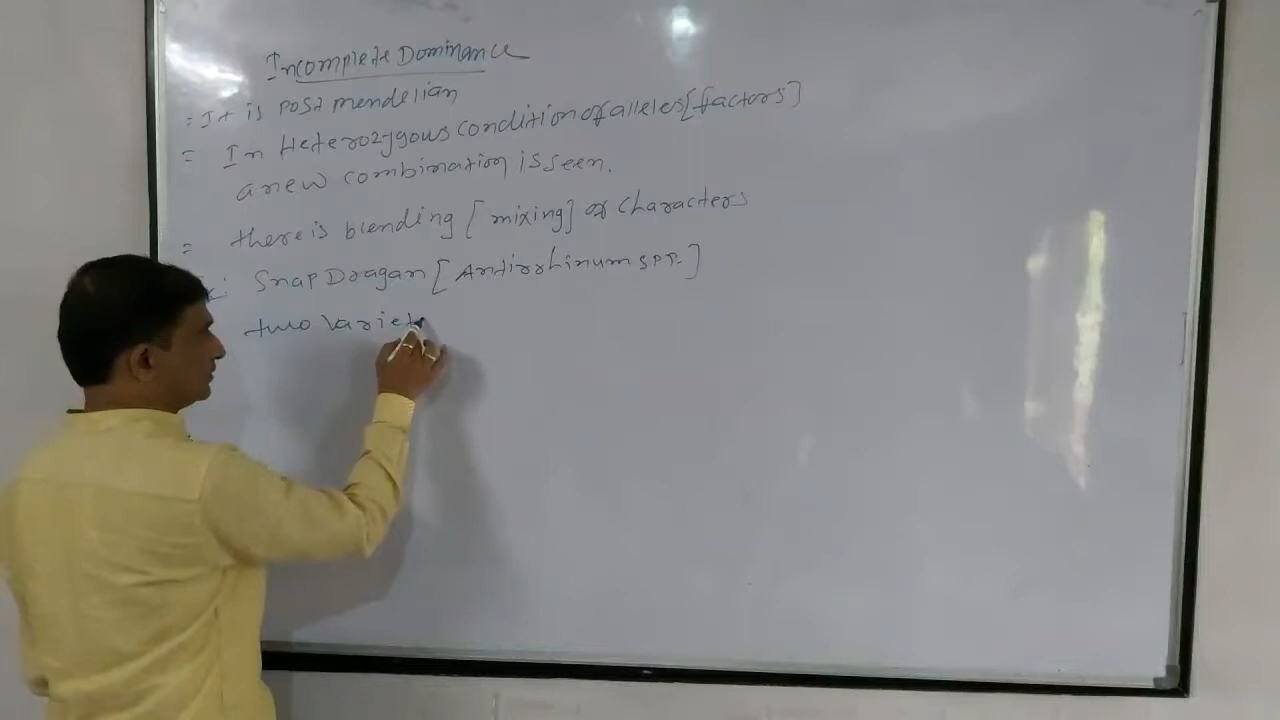 Incomplete Dominance
= It is post mendelian
= In Heterozygous condition of alleles [factors]
a new combination is seen.
= there is blending [mixing] of characters
Snap Dragan [Antirrhinum spp.]
two Variet